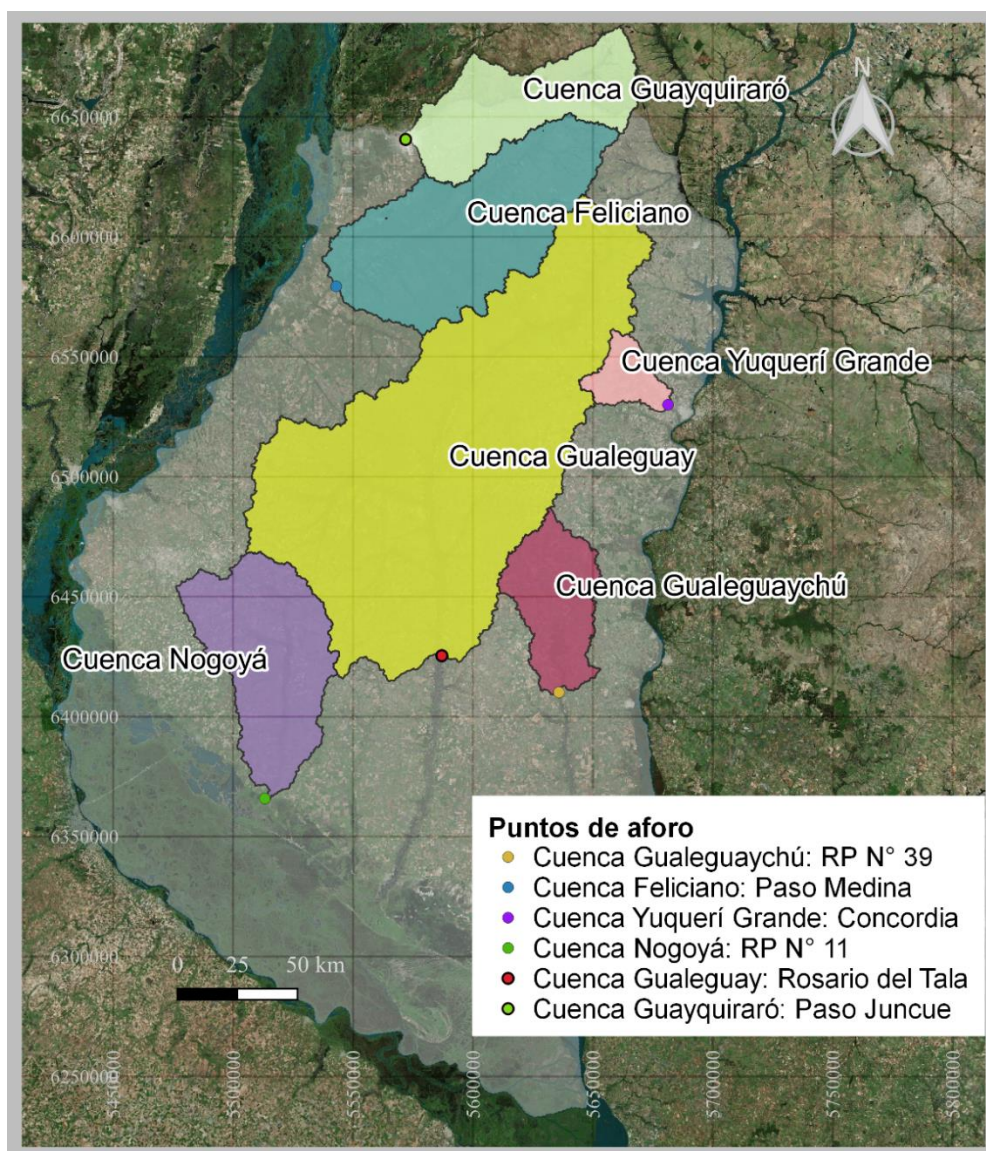 N
Cuenca Guayquiraró
6650000
Cuenca Feliciano
6600000
6550000
Cuenca Yuquerí Grande
Cuenca Gualeguay
6500000
Cuenca Gualeguaychú
6450000
Cuenca Nogoyá
6400000
6350000
Puntos de aforo
Cuenca Gualeguaychú: RP N° 39
Cuenca Feliciano: Paso Medina
Cuenca Yuquerí Grande: Concordia
Cuenca Nogoyá: RP N° 11
Cuenca Gualeguay: Rosario del Tala
Cuenca Guayquiraró: Paso Juncue
6300000
0 25 50 km
6250000
5450000
5500000
5550000
5600000
5650000
5700000
5750000
5800000